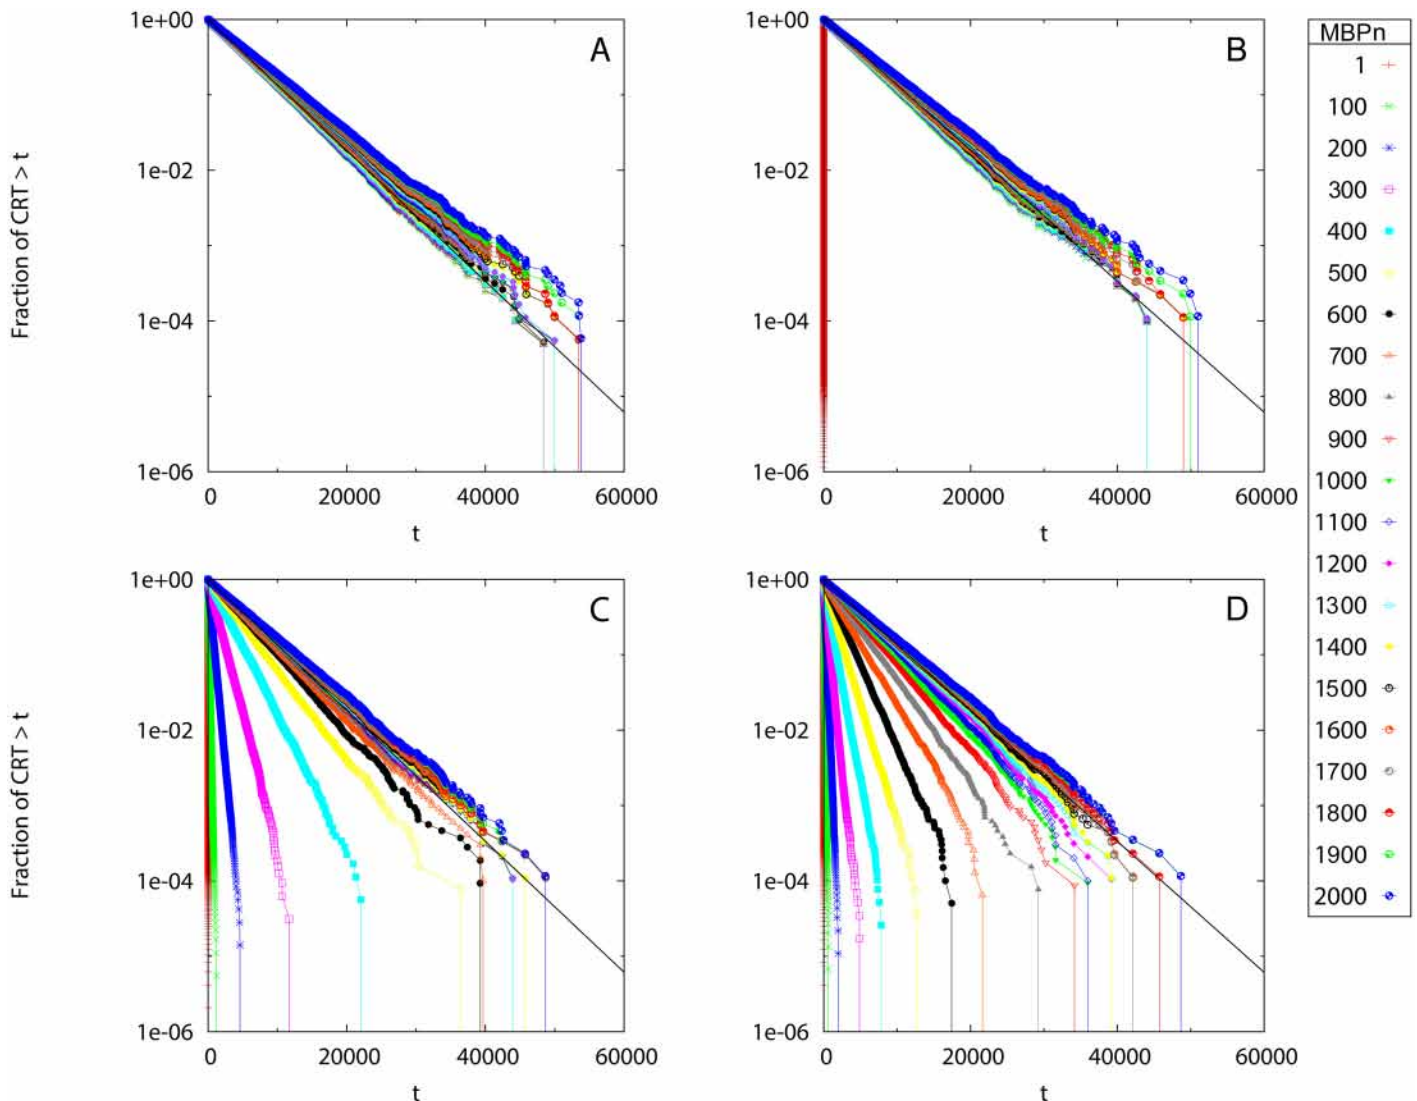 A
1e+00
1e-02
1e-04
1e-06
0
20000
40000
60000
t
Fraction of CRT > t
B
1e+00
1e-02
1e-04
1e-06
0
20000
40000
60000
t
MBPn
1
100
200
300
400
500
600
700
800
900
1000
1100
1200
1300
1400
1500
1600
1700
1800
1900
2000
C
1e+00
1e-02
1e-04
1e-06
0
20000
40000
60000
t
Fraction of CRT > t
D
1e+00
1e-02
1e-04
1e-06
0
20000
40000
60000
t